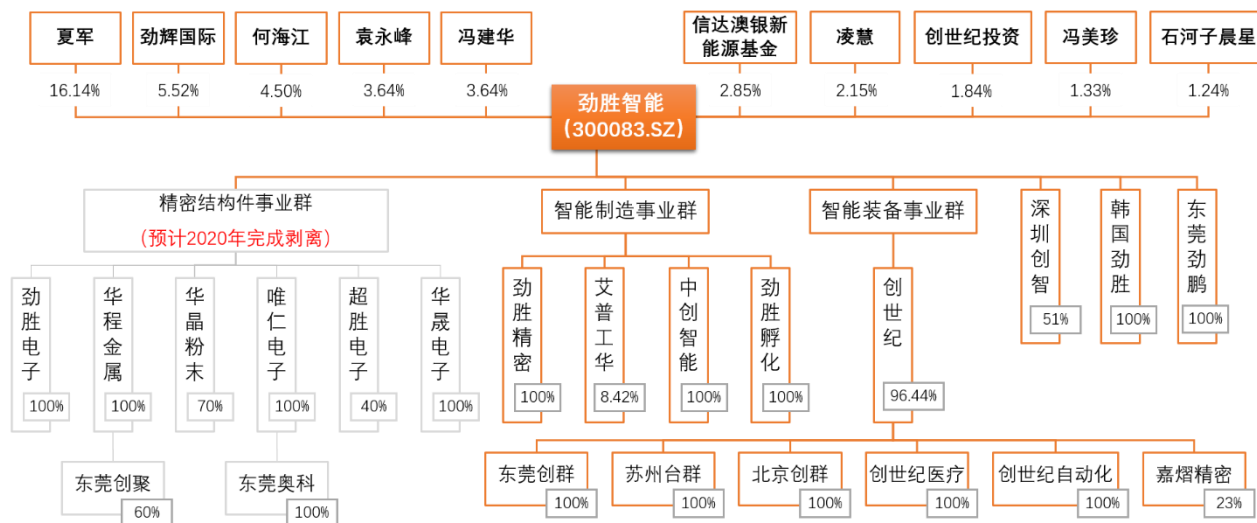 夏军
劲辉国际
何海江
袁永峰
冯建华
信达澳银新
能源基金
凌慧
创世纪投资
冯美珍
石河子晨星
16.14%
5.52%
4.50%
3.64%
3.64%
2.85%
2.15%
1.84%
1.33%
1.24%
劲胜智能
(300083.SZ)
精密结构件事业群
(预计2020年完成剥离)
智能制造事业群
智能装备事业群
深圳创智
51%
韩国劲胜
100%
东莞劲鹏
100%
劲胜电子
100%
华程金属
100%
华晶粉末
70%
唯仁电子
100%
超胜电子
40%
华晟电子
100%
劲胜精密
100%
艾普工华
8.42%
中创智能
100%
劲胜孵化
100%
创世纪
96.44%
东莞创聚
60%
东莞奥科
100%
东莞创群
100%
苏州台群
100%
北京创群
100%
创世纪医疗
100%
创世纪自动化
100%
嘉熠精密
23%